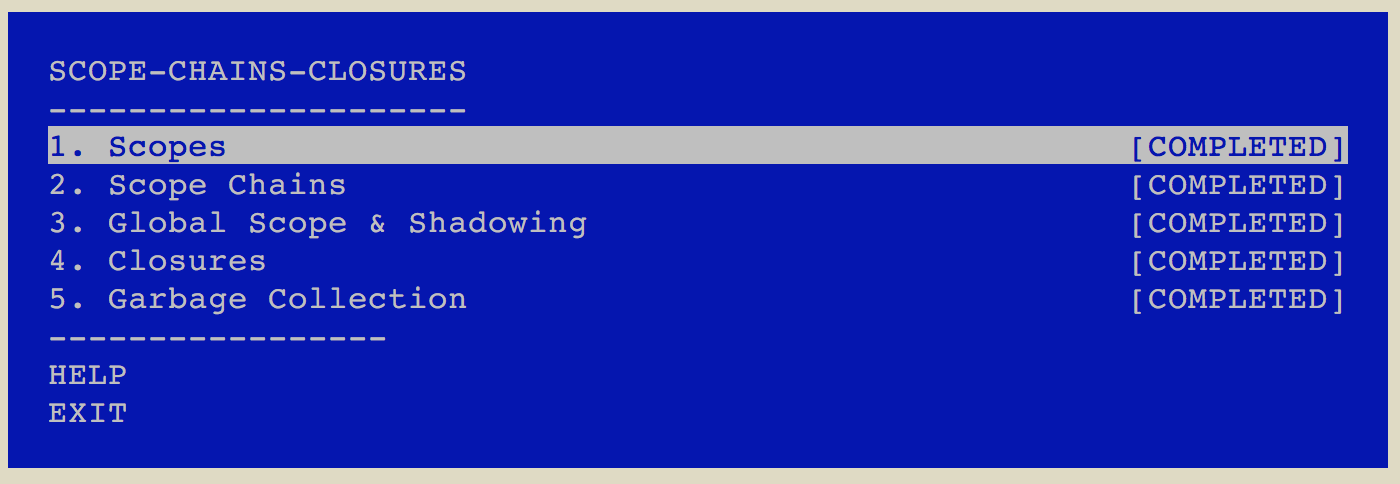 SCOPE-CHAINS-CLOSURES
---------------------
1. Scopes [COMPLETED]
2. Scope Chains [COMPLETED]
3. Global Scope & Shadowing [COMPLETED]
4. Closures [COMPLETED]
5. Garbage Collection [COMPLETED]
-----------------
HELP
EXIT